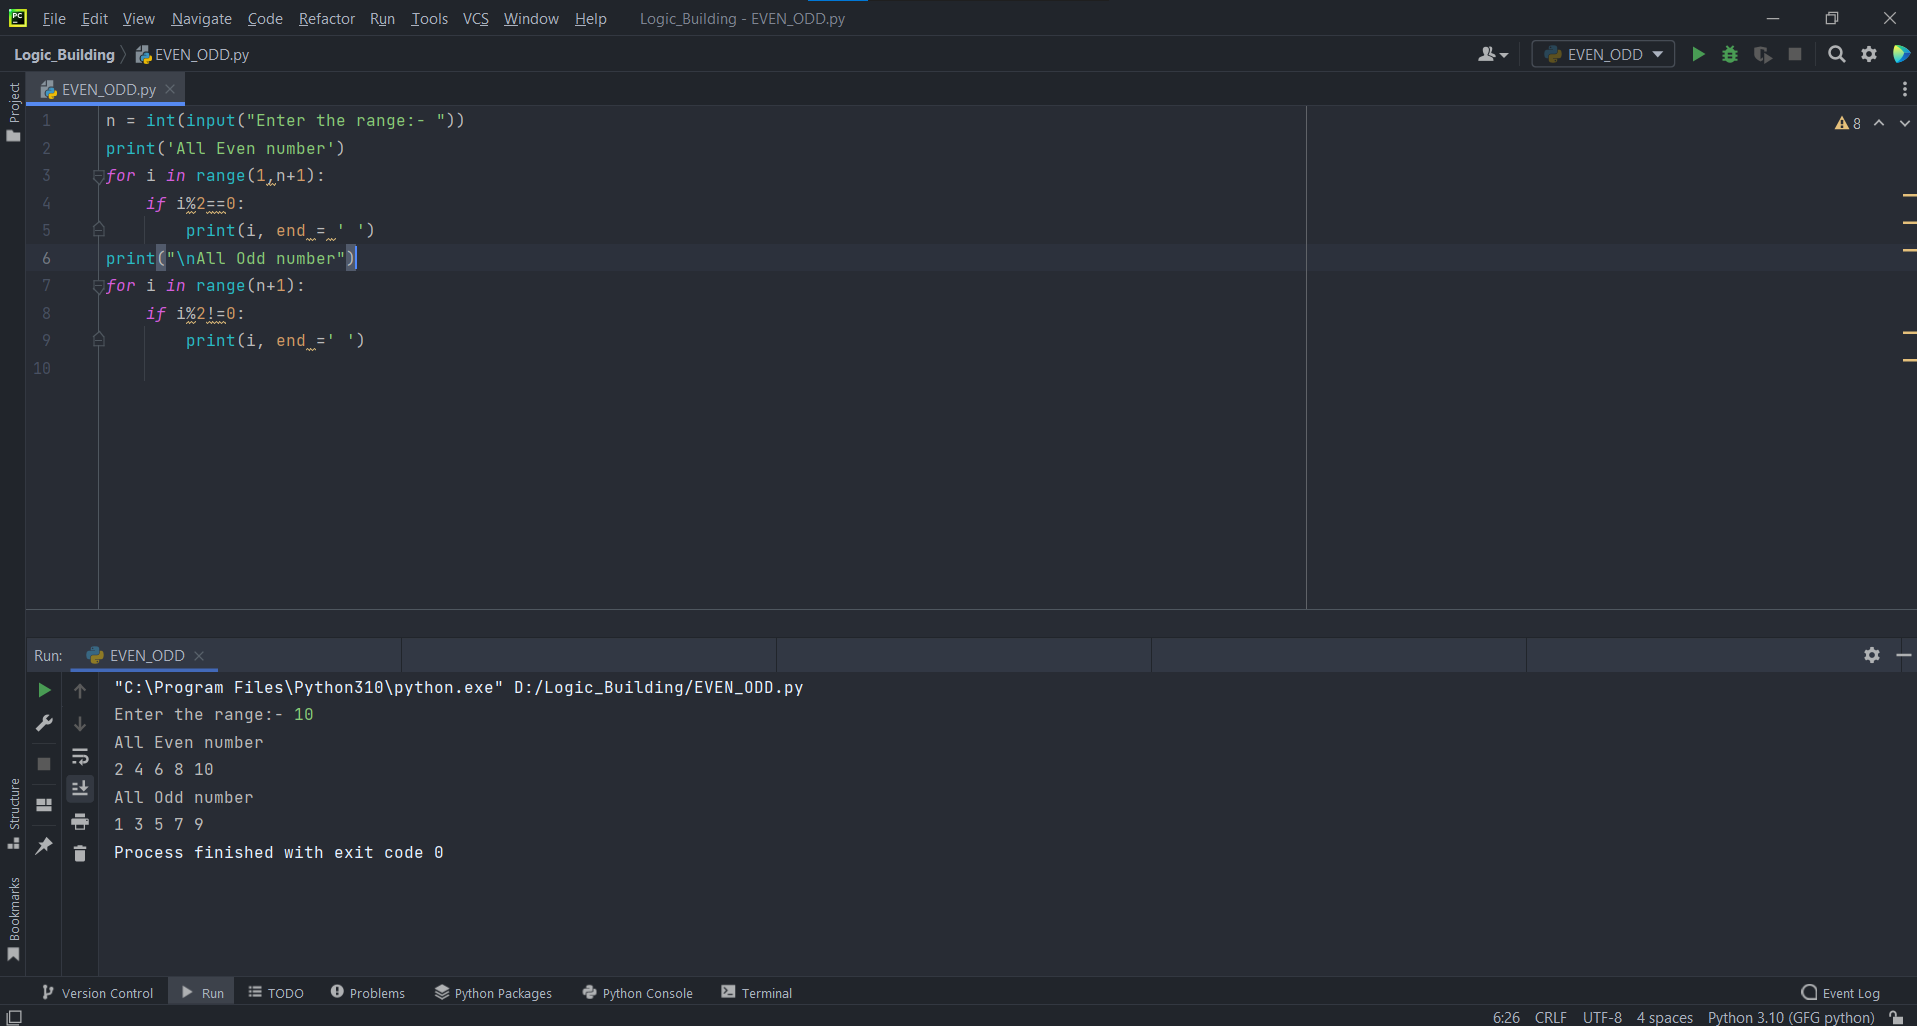 File Edit View Navigate Code Refactor Run Tools VCS Window Help Logic_Building - EVEN_ODD.py
Logic_Building EVEN_ODD.py EVEN_ODD
EVEN_ODD.py
Project
1 n = int(input("Enter the range:- "))
2 print('All Even number')
3 for i in range(1,n+1):
4     if i%2==0:
5         print(i, end = ' ')
6 print("\nAll Odd number")
7 for i in range(n+1):
8     if i%2!=0:
9         print(i, end =' ')
10
8
Run: EVEN_ODD
"C:\Program Files\Python310\python.exe" D:/Logic_Building/EVEN_ODD.py
Enter the range:- 10
All Even number
2 4 6 8 10
All Odd number
1 3 5 7 9
Process finished with exit code 0
Structure
Bookmarks
Version Control Run TODO Problems Python Packages Python Console Terminal Event Log
6:26 CRLF UTF-8 4 spaces Python 3.10 (GFG python)